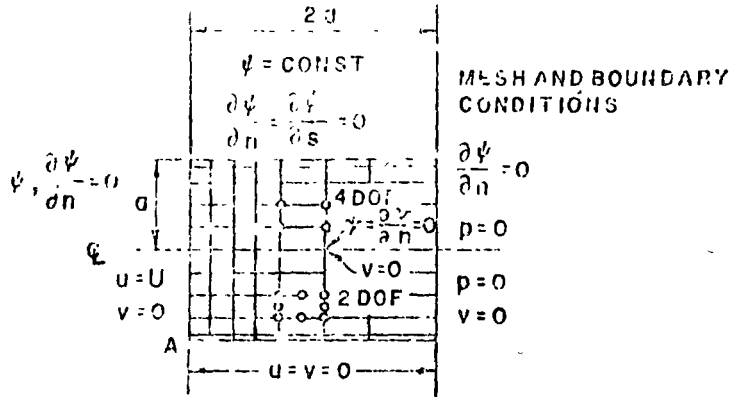 2a
ψ = CONST
∂ψ/∂n = ∂ψ/∂s = 0
MESH AND BOUNDARY
CONDITIONS
ψ, ∂ψ/∂n = 0
a
∂ψ/∂n = 0
4 DOF
ψ = ∂ψ/∂n = 0
p = 0
℄
u = U
v = 0
p = 0
v = 0
2 DOF
v = 0
A
u = v = 0